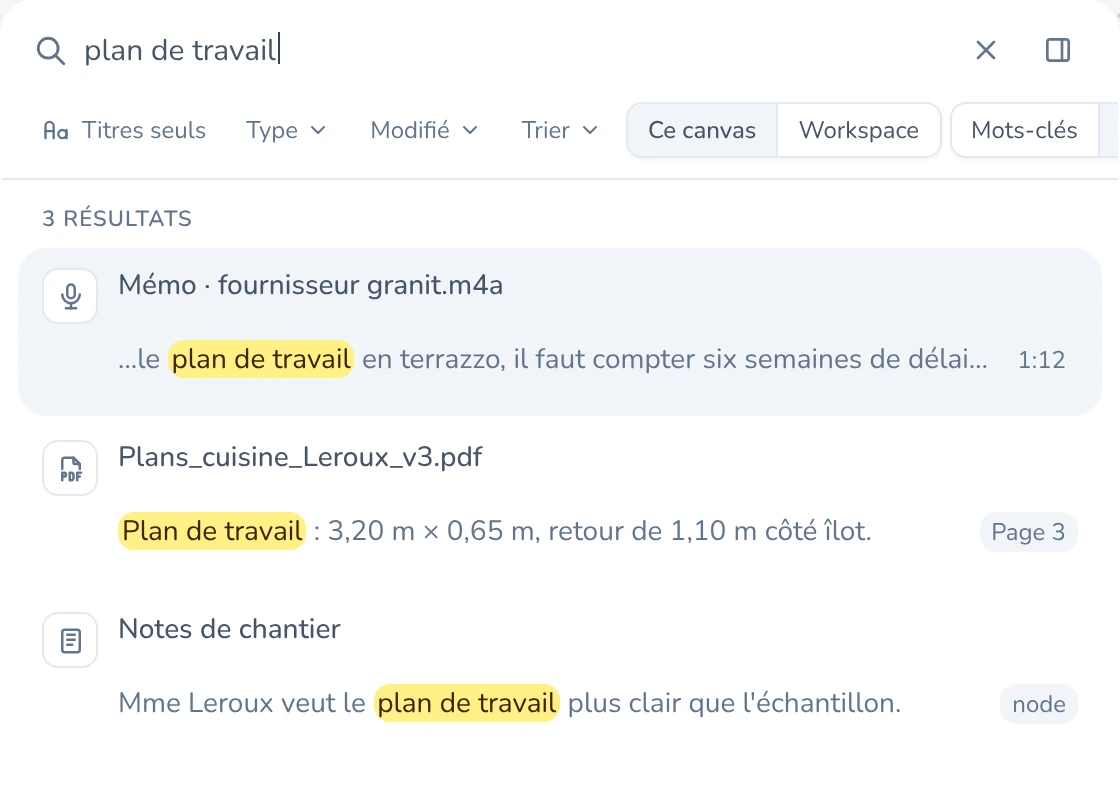 plan de travail
Aa Titres seuls Type Modifié Trier Ce canvas Workspace Mots-clés
3 RÉSULTATS
Mémo · fournisseur granit.m4a
...le plan de travail en terrazzo, il faut compter six semaines de délai... 1:12
Plans_cuisine_Leroux_v3.pdf
PDF
Plan de travail : 3,20 m × 0,65 m, retour de 1,10 m côté îlot. Page 3
Notes de chantier
Mme Leroux veut le plan de travail plus clair que l'échantillon. node